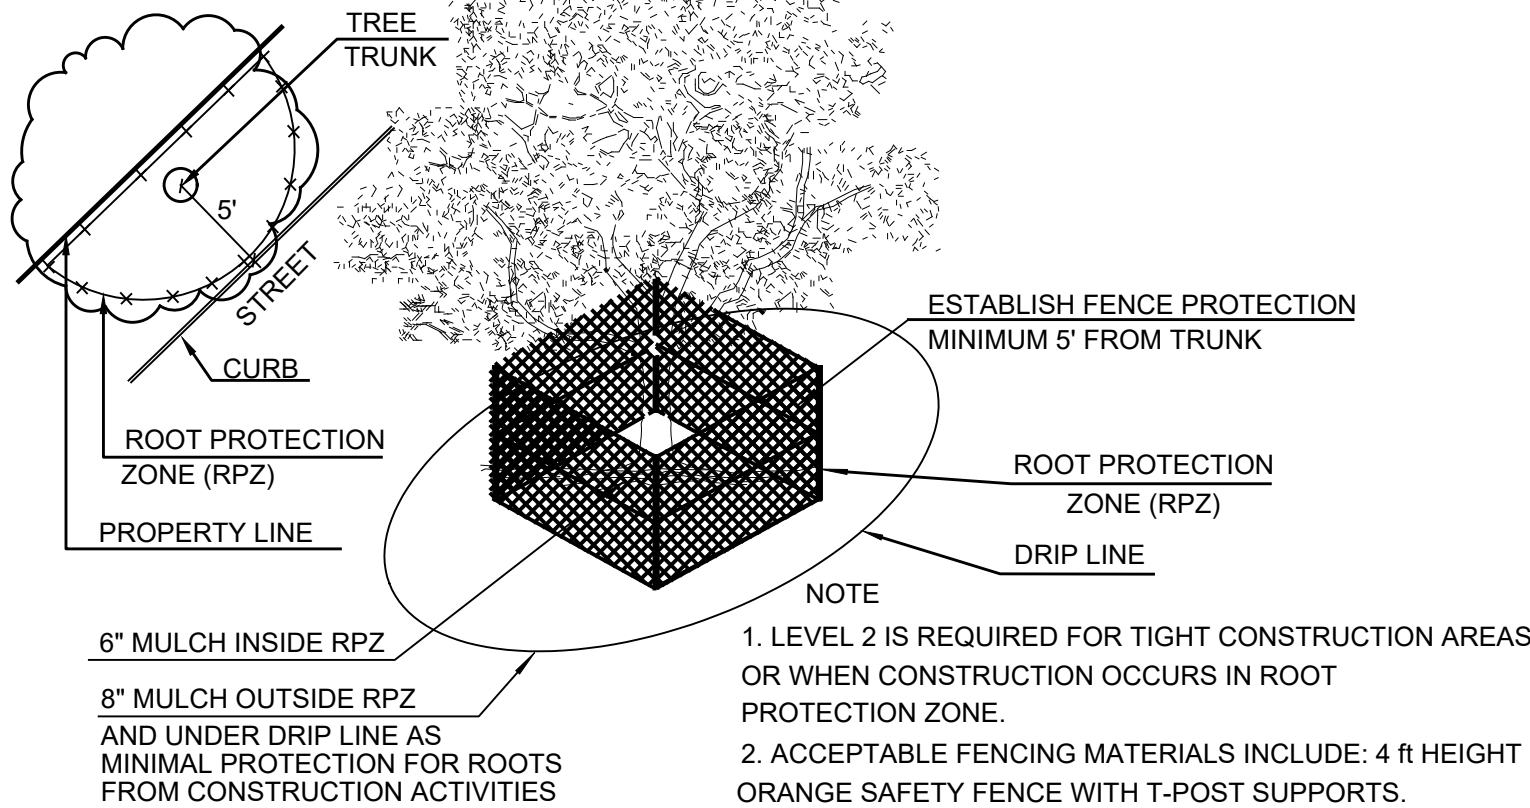 TREE
TRUNK
5'
STREET
CURB
ROOT PROTECTION
ZONE (RPZ)
PROPERTY LINE
ESTABLISH FENCE PROTECTION
MINIMUM 5' FROM TRUNK
ROOT PROTECTION
ZONE (RPZ)
DRIP LINE
6" MULCH INSIDE RPZ
8" MULCH OUTSIDE RPZ
AND UNDER DRIP LINE AS
MINIMAL PROTECTION FOR ROOTS
FROM CONSTRUCTION ACTIVITIES
NOTE
1. LEVEL 2 IS REQUIRED FOR TIGHT CONSTRUCTION AREAS
OR WHEN CONSTRUCTION OCCURS IN ROOT
PROTECTION ZONE.
2. ACCEPTABLE FENCING MATERIALS INCLUDE: 4 ft HEIGHT
ORANGE SAFETY FENCE WITH T-POST SUPPORTS.